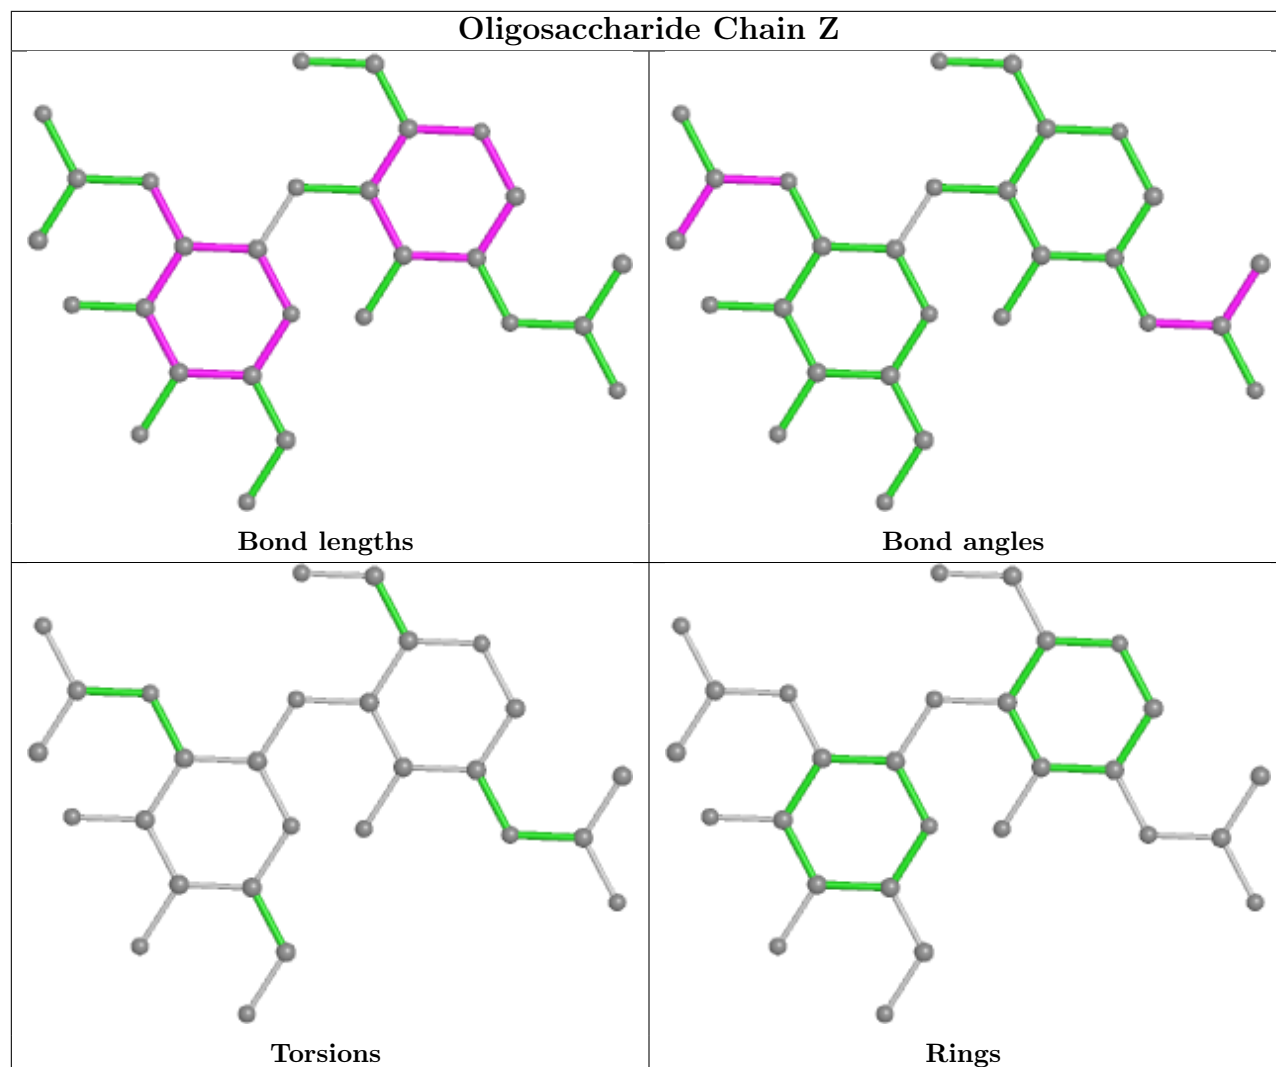 Oligosaccharide Chain Z
Bond lengths
Bond angles
Torsions
Rings